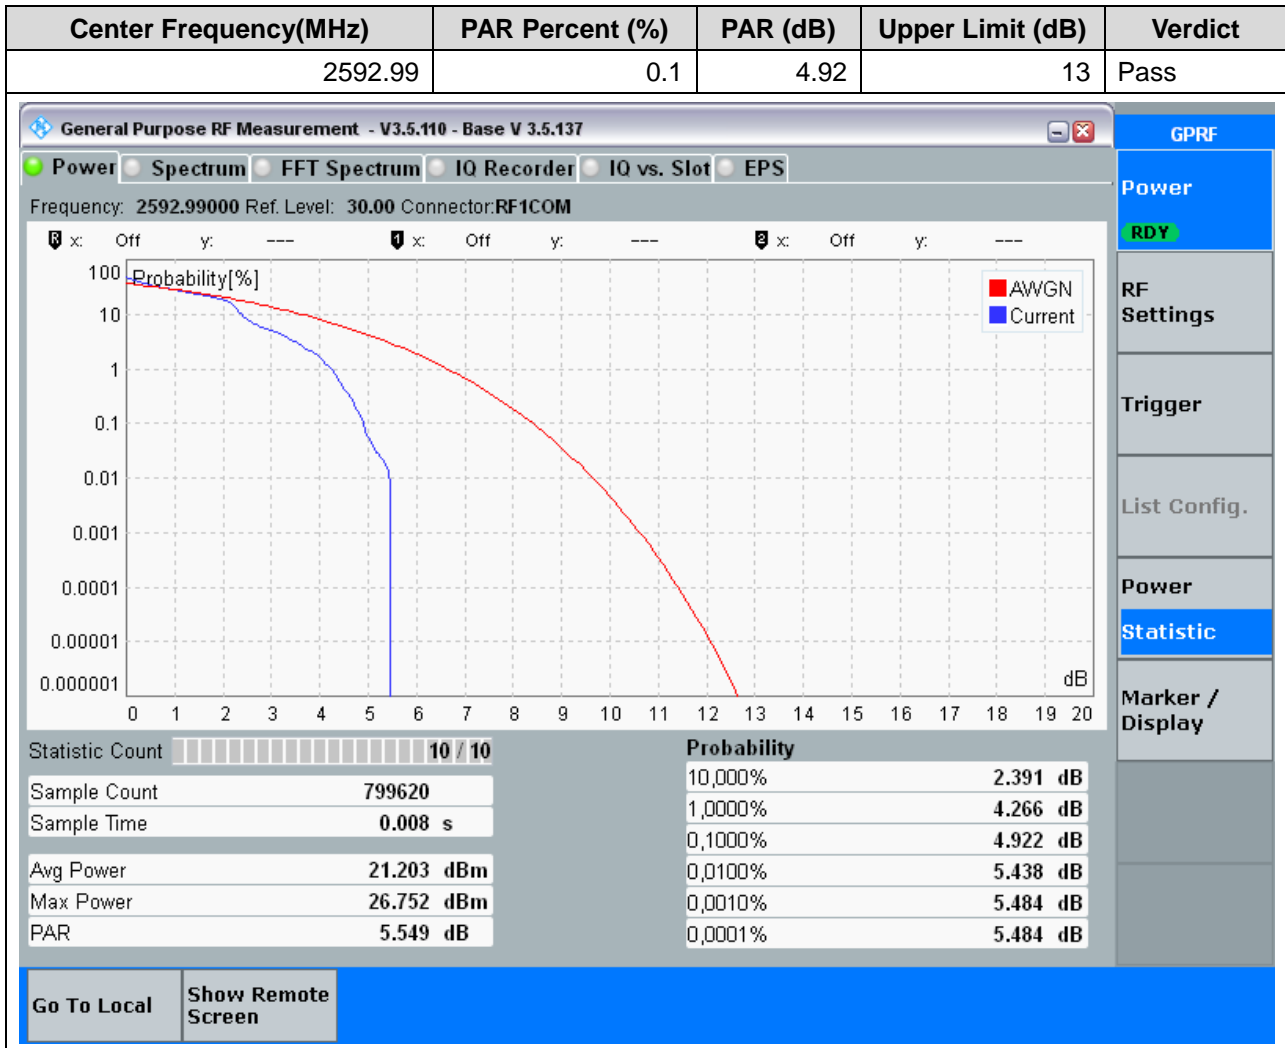 Center Frequency(MHz) PAR Percent (%) PAR (dB) Upper Limit (dB) Verdict
2592.99 0.1 4.92 13 Pass
General Purpose RF Measurement - V3.5.110 - Base V 3.5.137
GPRF
Power Spectrum FFT Spectrum IQ Recorder IQ vs. Slot EPS
Power
RDY
Frequency: 2592.99000 Ref. Level: 30.00 Connector:RF1COM
R x: Off y: --- 1 x: Off y: --- 2 x: Off y: ---
Probability[%]
100
10
1
0.1
0.01
0.001
0.0001
0.00001
0.000001
AWGN
Current
dB
0 1 2 3 4 5 6 7 8 9 10 11 12 13 14 15 16 17 18 19 20
RF
Settings
Trigger
List Config.
Power
Statistic
Marker /
Display
Statistic Count 10 / 10
Sample Count 799620
Sample Time 0.008 s
Avg Power 21.203 dBm
Max Power 26.752 dBm
PAR 5.549 dB
Probability
10,000% 2.391 dB
1,0000% 4.266 dB
0,1000% 4.922 dB
0,0100% 5.438 dB
0,0010% 5.484 dB
0,0001% 5.484 dB
Go To Local
Show Remote
Screen